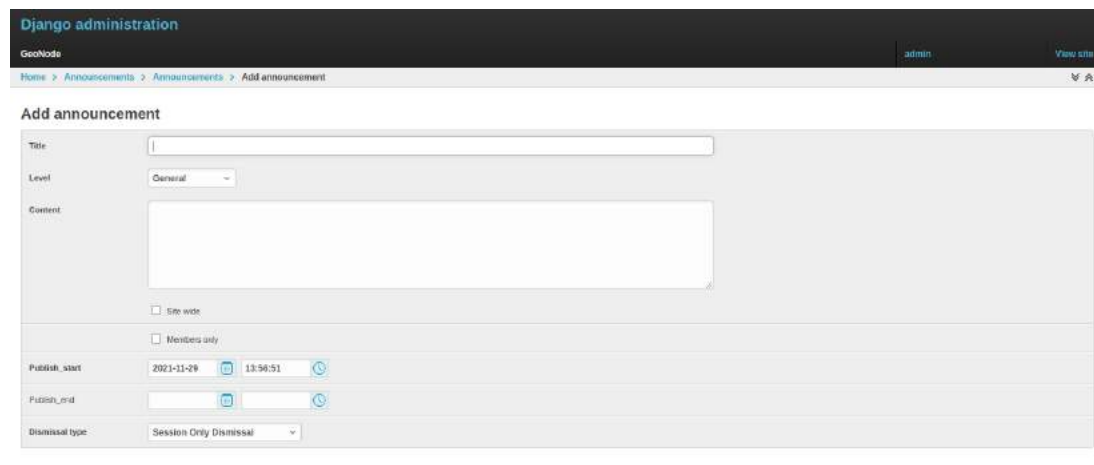 Django administration
GeoNode admin View site
Home > Announcements > Announcements > Add announcement
Add announcement
Title
Level General
Content
Site wide
Members only
Publish_start 2021-11-29 13:56:51
Publish_end
Dismissal type Session Only Dismissal